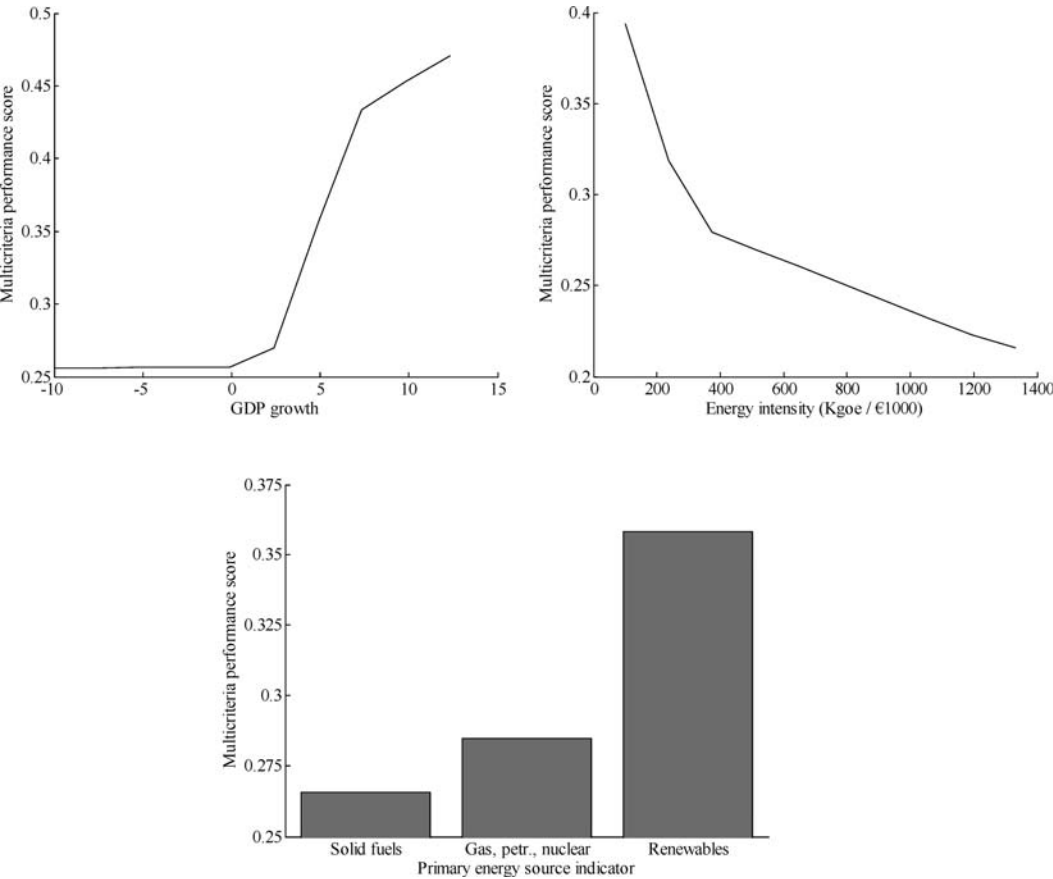 0.5
0.45
0.4
0.35
0.3
0.25
Multicriteria performance score
-10 -5 0 5 10 15
GDP growth
0.4
0.35
0.3
0.25
0.2
Multicriteria performance score
0 200 400 600 800 1000 1200 1400
Energy intensity (Kgoe / €1000)
0.375
0.35
0.325
0.3
0.275
0.25
Multicriteria performance score
Solid fuels Gas, petr., nuclear Renewables
Primary energy source indicator